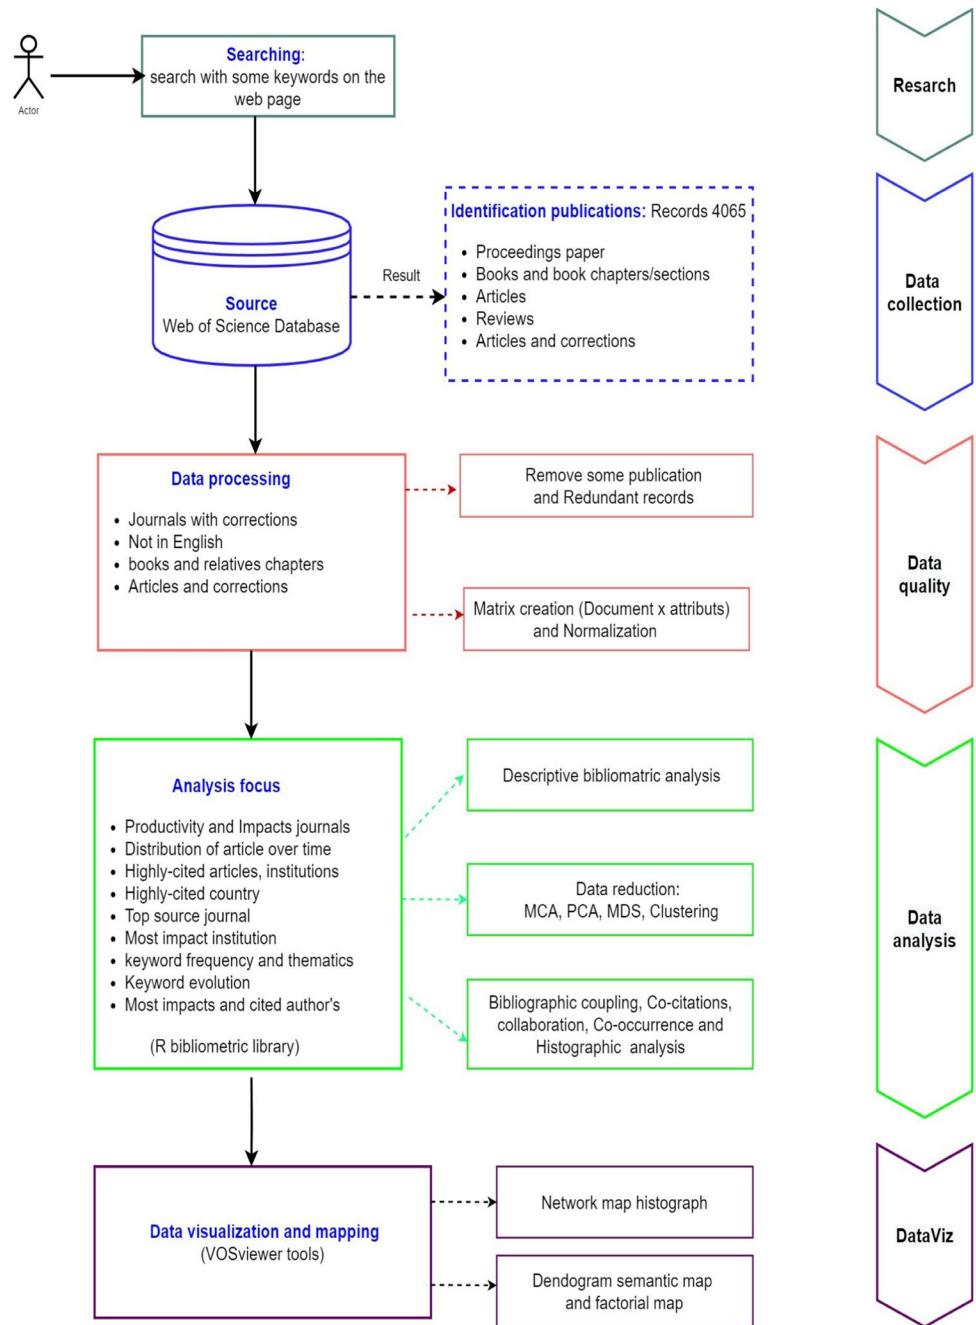 Actor
Searching:
search with some keywords on the
web page
Resarch
Source
Web of Science Database
Result
Identification publications: Records 4065
• Proceedings paper
• Books and book chapters/sections
• Articles
• Reviews
• Articles and corrections
Data
collection
Data processing
• Journals with corrections
• Not in English
• books and relatives chapters
• Articles and corrections
Remove some publication
and Redundant records
Matrix creation (Document x attributs)
and Normalization
Data
quality
Analysis focus
• Productivity and Impacts journals
• Distribution of article over time
• Highly-cited articles, institutions
• Highly-cited country
• Top source journal
• Most impact institution
• keyword frequency and thematics
• Keyword evolution
• Most impacts and cited author's
(R bibliometric library)
Descriptive bibliomatric analysis
Data reduction:
MCA, PCA, MDS, Clustering
Bibliographic coupling, Co-citations,
collaboration, Co-occurrence and
Histographic analysis
Data
analysis
Data visualization and mapping
(VOSviewer tools)
Network map histograph
Dendogram semantic map
and factorial map
DataViz